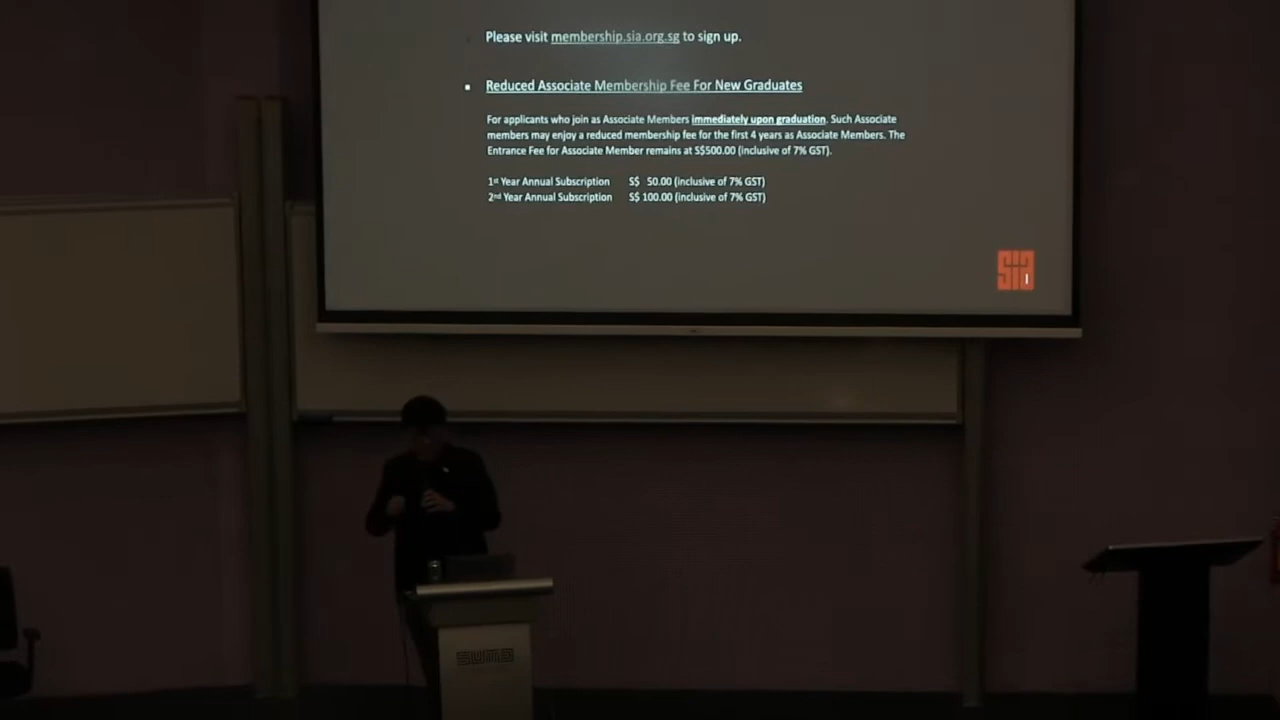 Please visit membership.sia.org.sg to sign up.
Reduced Associate Membership Fee For New Graduates
For applicants who join as Associate Members immediately upon graduation. Such Associate
members may enjoy a reduced membership fee for the first 4 years as Associate Members. The
Entrance Fee for Associate Member remains at S$500.00 (inclusive of 7% GST).
1st Year Annual Subscription S$ 50.00 (inclusive of 7% GST)
2nd Year Annual Subscription S$ 100.00 (inclusive of 7% GST)
sia